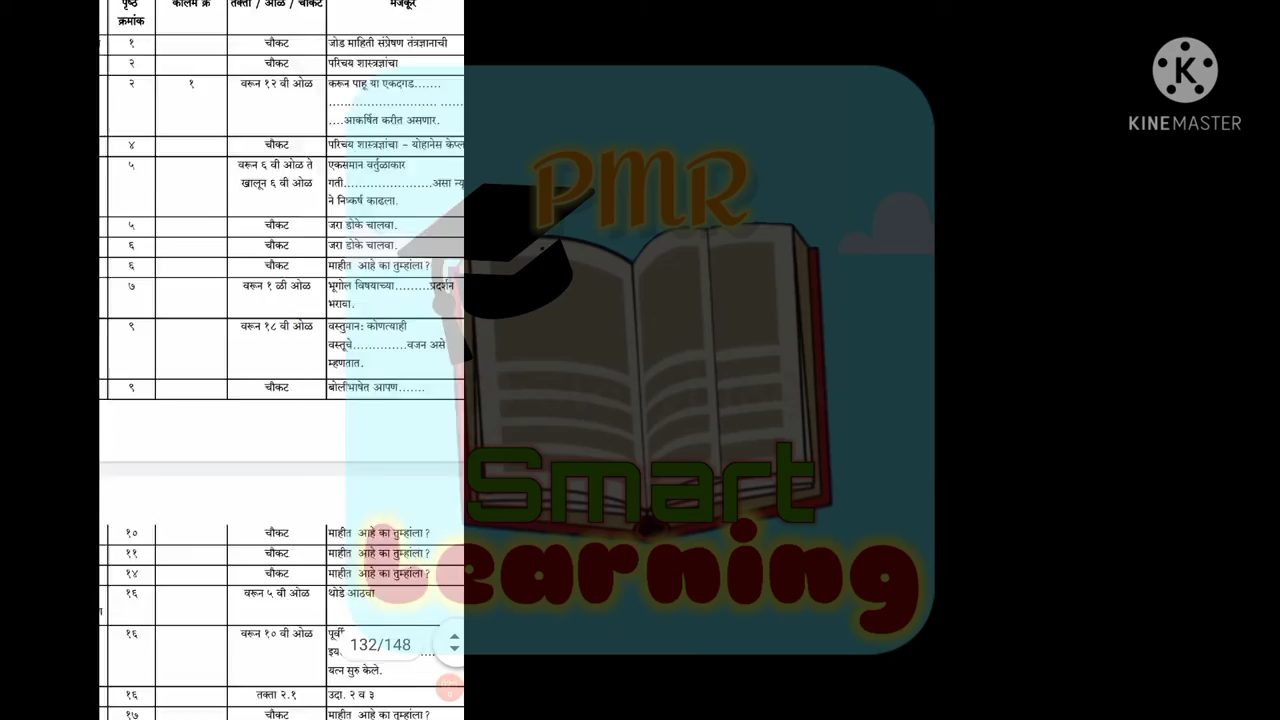 पृष्ठ क्रमांक कॉलम क्र तक्ता / ओळ / चौकट मजकूर
१ चौकट जोड माहिती संप्रेषण तंत्रज्ञानाची
२ चौकट परिचय शास्त्रज्ञांचा
२ १ वरून १२ वी ओळ करून पाहू या एकदगड.......
........................... ......
....आकर्षित करीत असणार.
४ चौकट परिचय शास्त्रज्ञांचा – योहानेस
५ वरून ६ वी ओळ ते एकसमान वर्तुळाकार
खालून ६ वी ओळ गती.......................असा
ने निष्कर्ष काढला.
५ चौकट जरा डोके चालवा.
६ चौकट जरा डोके चालवा.
६ चौकट माहीत आहे का तुम्हांला?
७ वरून १ ळी ओळ भूगोल विषयाच्या.........प्रदर्शन
भरावा.
९ वरून १८ वी ओळ वस्तुमान: कोणत्याही
वस्तूचे..............वजन असे
म्हणतात.
९ चौकट बोलीभाषेत आपण.......
१० चौकट माहीत आहे का तुम्हांला?
११ चौकट माहीत आहे का तुम्हांला?
१४ चौकट माहीत आहे का तुम्हांला?
१६ वरून ५ वी ओळ थोडे आठवा
१६ वरून १० वी ओळ
यत्न सुरु केले.
१६ तक्ता २.१ उदा. २ व ३
१७ चौकट माहीत आहे का तुम्हांला?
132/148
PMR
Smart
Learning
KINEMASTER